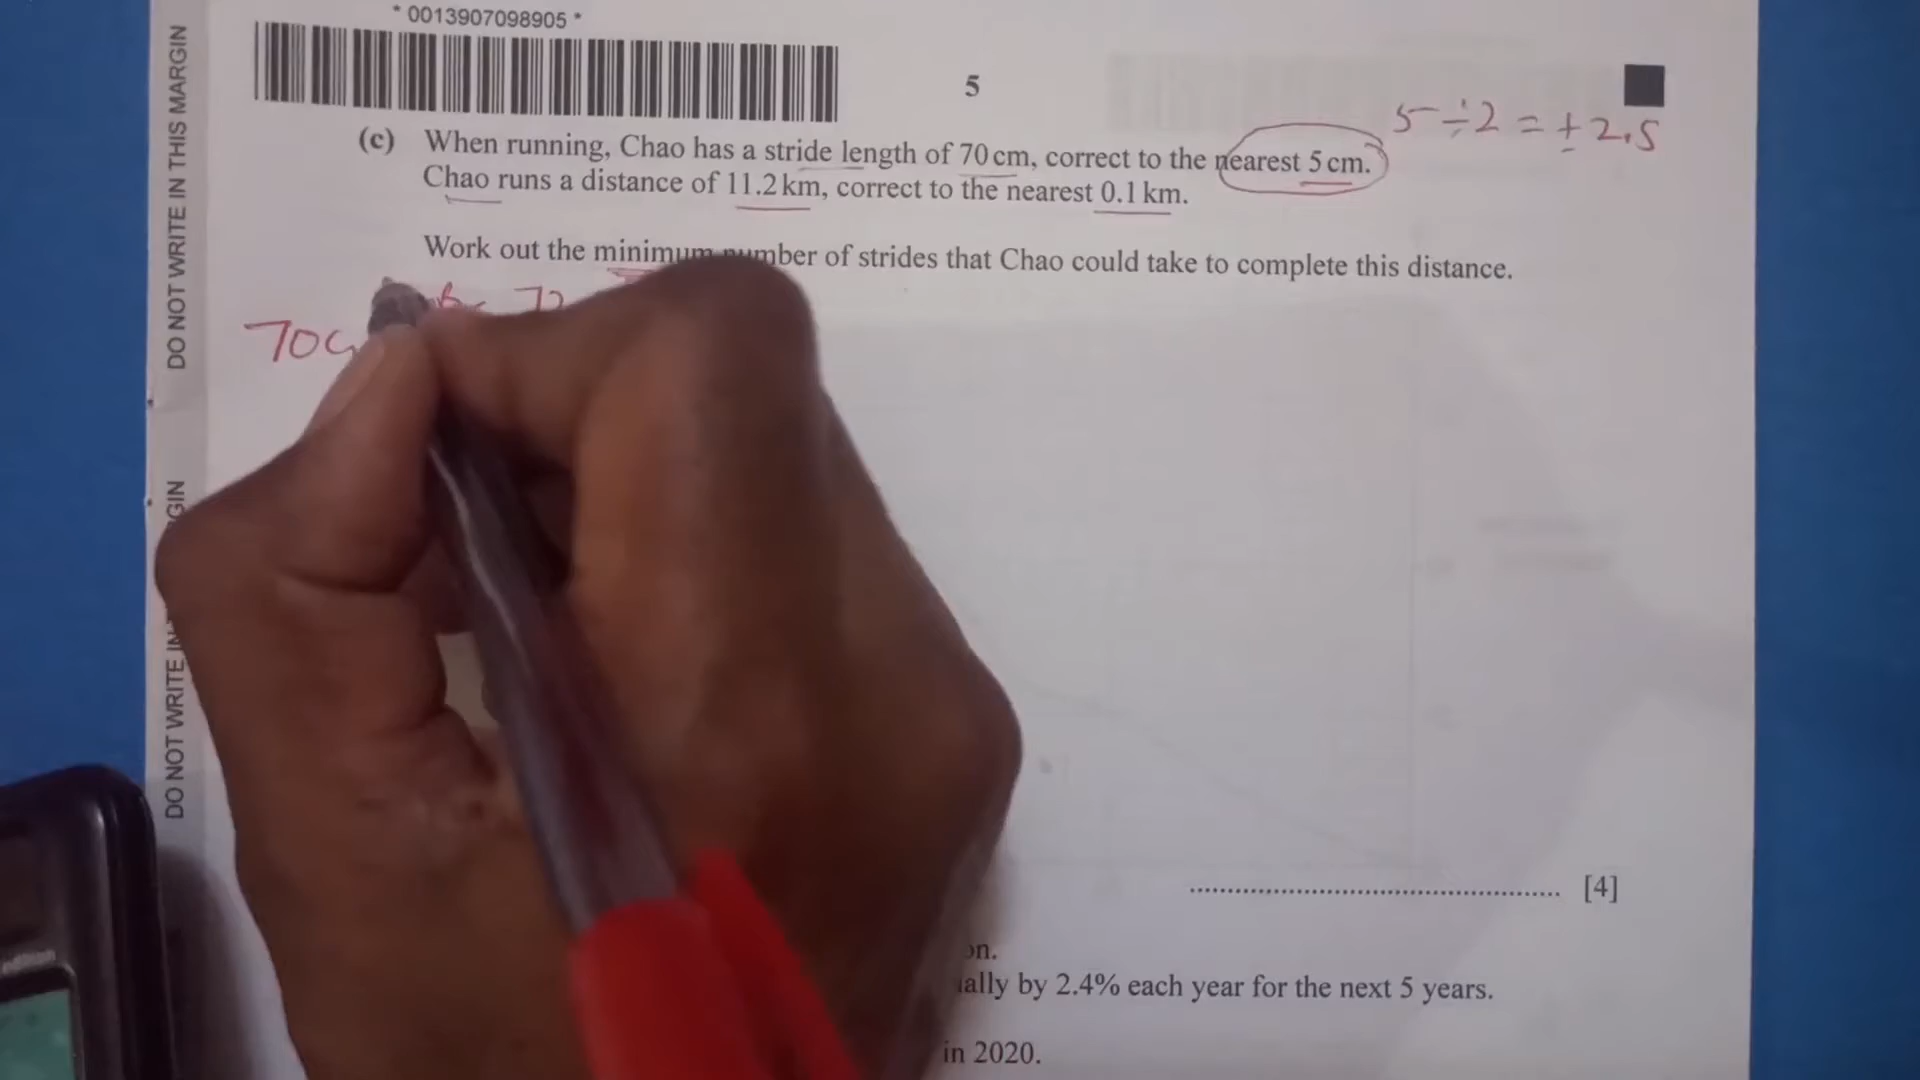 * 0013907098905 *
5
5 ÷ 2 = ± 2.5
(c) When running, Chao has a stride length of 70 cm, correct to the nearest 5 cm.
Chao runs a distance of 11.2 km, correct to the nearest 0.1 km.
Work out the minimum number of strides that Chao could take to complete this distance.
72
70
[4]
by 2.4% each year for the next 5 years.
in 2020.
DO NOT WRITE IN THIS MARGIN
DO NOT WRITE